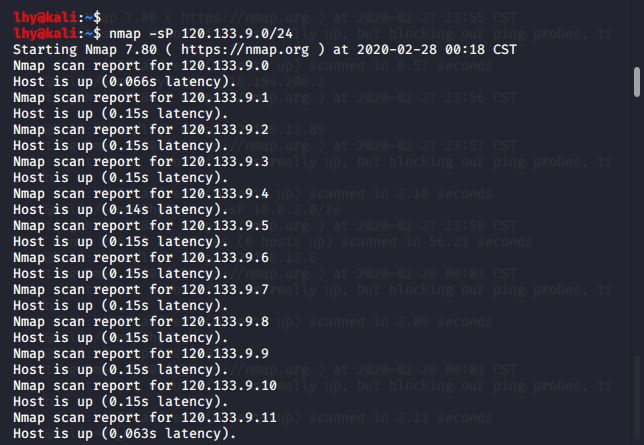 lhy@kali:~$
lhy@kali:~$ nmap -sP 120.133.9.0/24
Starting Nmap 7.80 ( https://nmap.org ) at 2020-02-28 00:18 CST
Nmap scan report for 120.133.9.0
Host is up (0.066s latency).
Nmap scan report for 120.133.9.1
Host is up (0.15s latency).
Nmap scan report for 120.133.9.2
Host is up (0.15s latency).
Nmap scan report for 120.133.9.3
Host is up (0.15s latency).
Nmap scan report for 120.133.9.4
Host is up (0.14s latency).
Nmap scan report for 120.133.9.5
Host is up (0.15s latency).
Nmap scan report for 120.133.9.6
Host is up (0.15s latency).
Nmap scan report for 120.133.9.7
Host is up (0.15s latency).
Nmap scan report for 120.133.9.8
Host is up (0.15s latency).
Nmap scan report for 120.133.9.9
Host is up (0.15s latency).
Nmap scan report for 120.133.9.10
Host is up (0.15s latency).
Nmap scan report for 120.133.9.11
Host is up (0.063s latency).